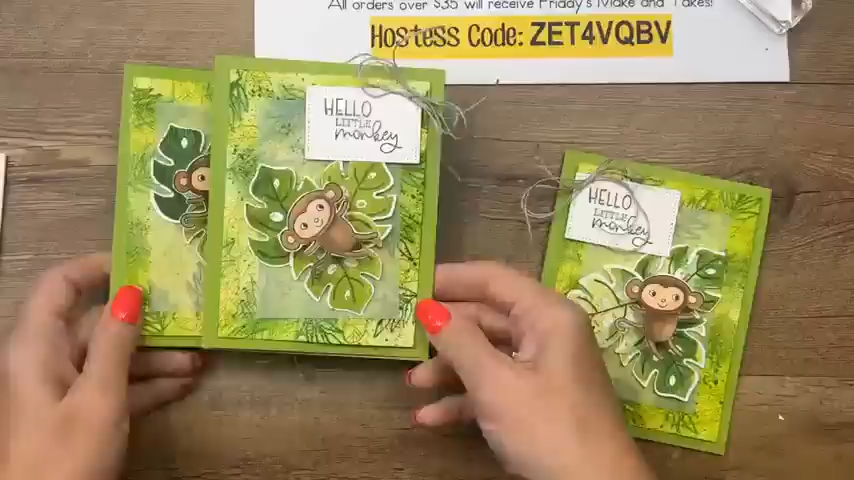 All orders over $35 will receive Friday's Make and Takes!
Hostess Code: ZET4VQBV
HELLO
LITTLE
monkey
HELLO
LITTLE
monkey